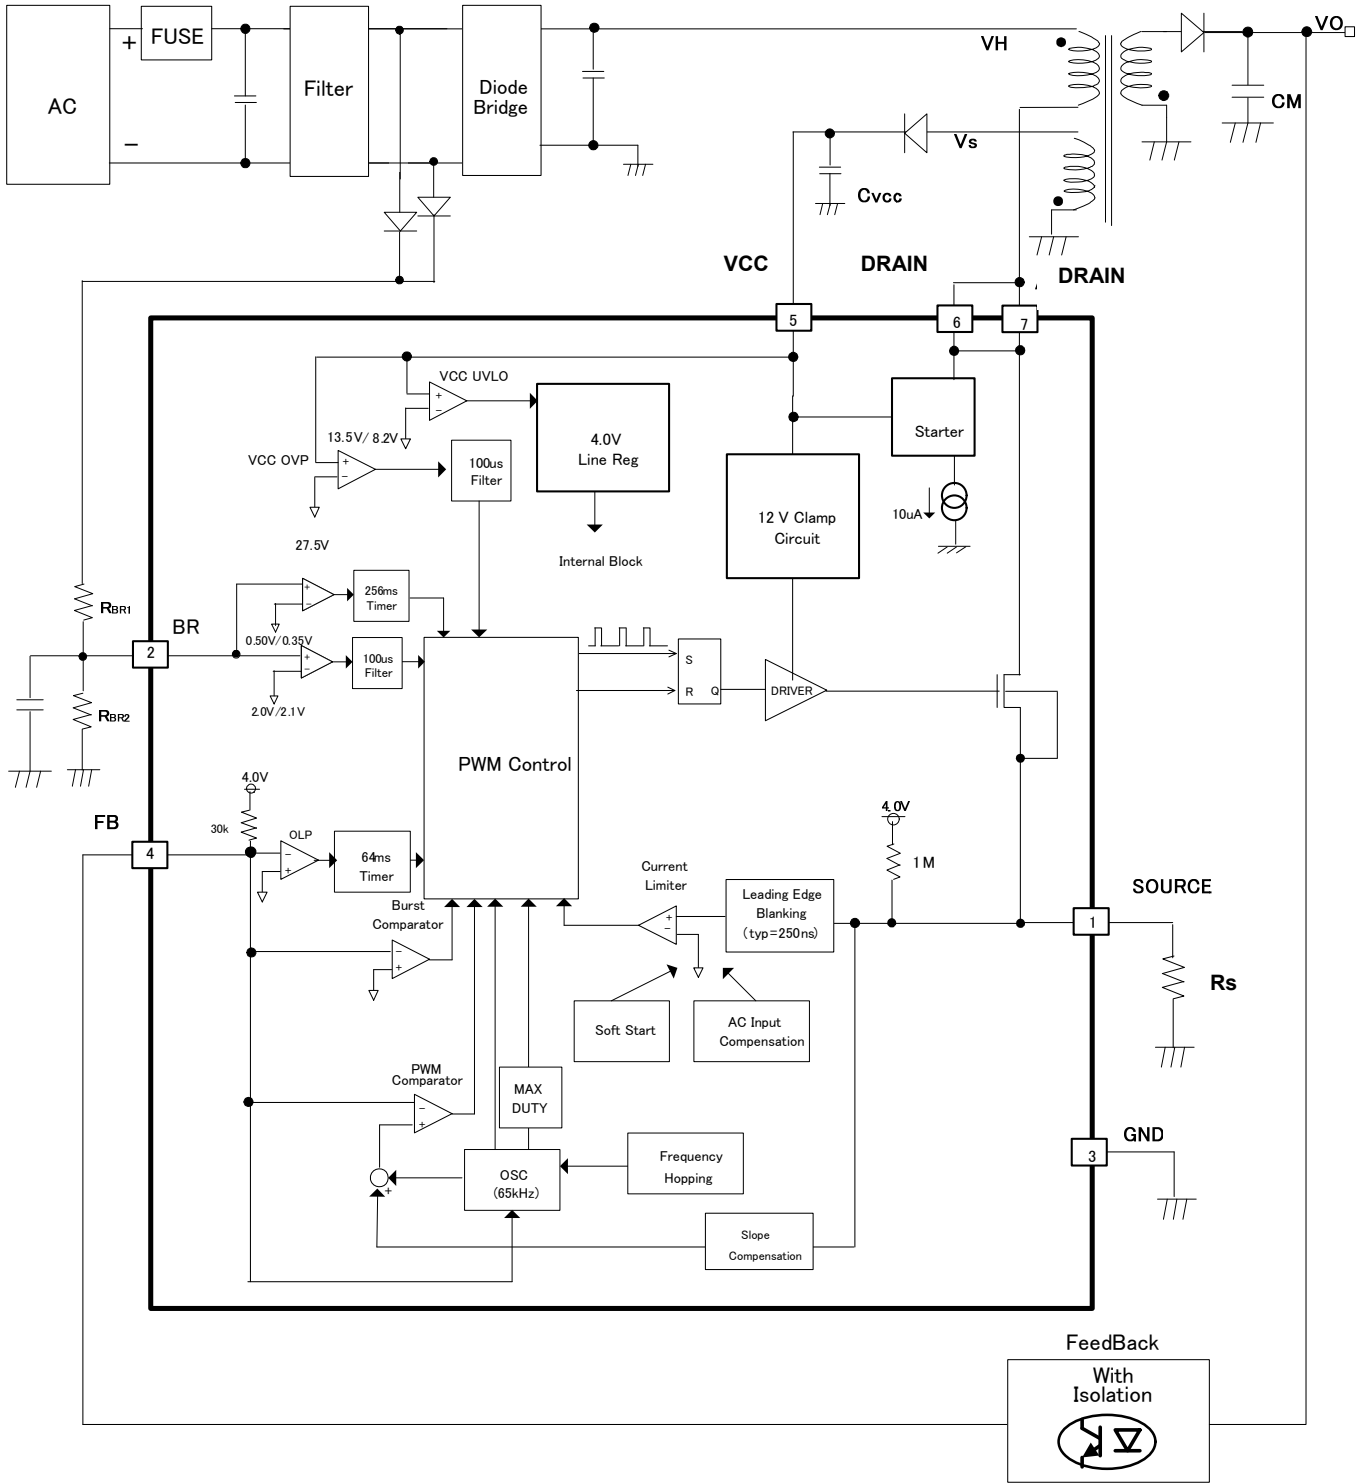 AC
+
−
FUSE
Filter
Diode
Bridge
VH
VO
CM
Vs
Cvcc
VCC
DRAIN
DRAIN
5
6
7
VCC UVLO
+
−
13.5V/ 8.2V
4.0V
Line Reg
Internal Block
Starter
10uA
VCC OVP
+
−
27.5V
100us
Filter
12 V Clamp
Circuit
RBR1
RBR2
BR
2
+
−
0.50V/0.35V
256ms
Timer
+
−
2.0V/2.1V
100us
Filter
PWM Control
S
R
Q
DRIVER
4.0V
30k
FB
4
OLP
−
+
64ms
Timer
Burst
Comparator
−
+
Current
Limiter
+
−
Leading Edge
Blanking
(typ=250ns)
4.0V
1M
SOURCE
1
Rs
Soft Start
AC Input
Compensation
PWM
Comparator
−
+
MAX
DUTY
GND
3
+
OSC
(65kHz)
Frequency
Hopping
Slope
Compensation
FeedBack
With
Isolation